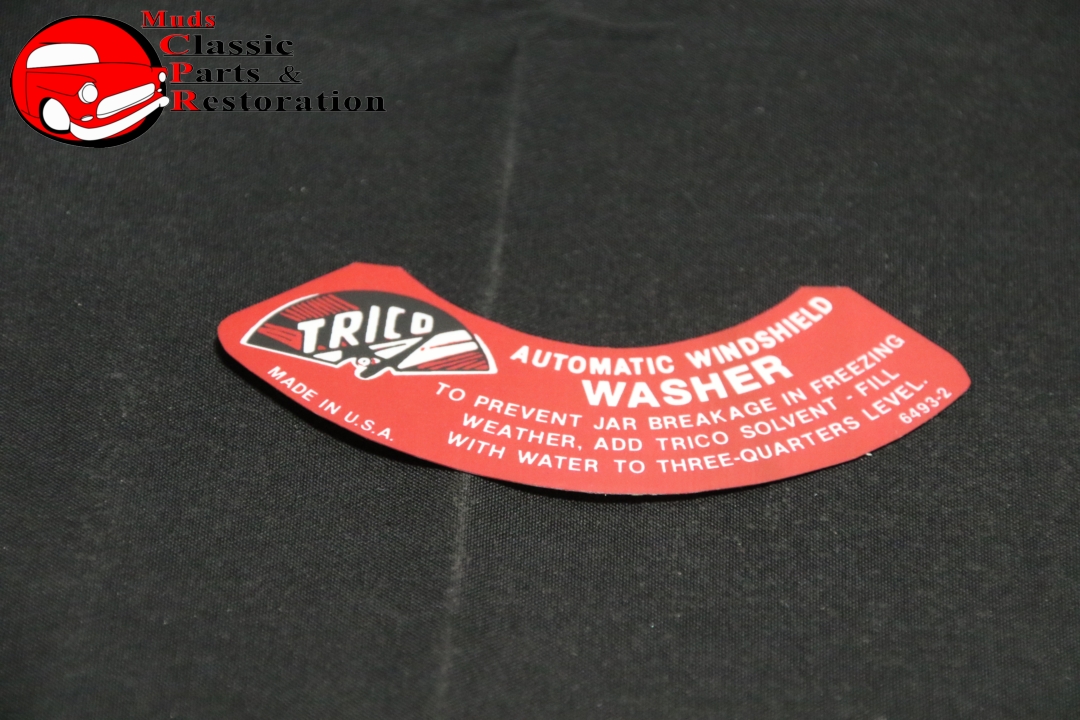 Muds
Classic
Parts &
Restoration
TRICO
MADE IN U.S.A.
AUTOMATIC WINDSHIELD
WASHER
TO PREVENT JAR BREAKAGE IN FREEZING
WEATHER, ADD TRICO SOLVENT - FILL
WITH WATER TO THREE-QUARTERS LEVEL.
6493-2